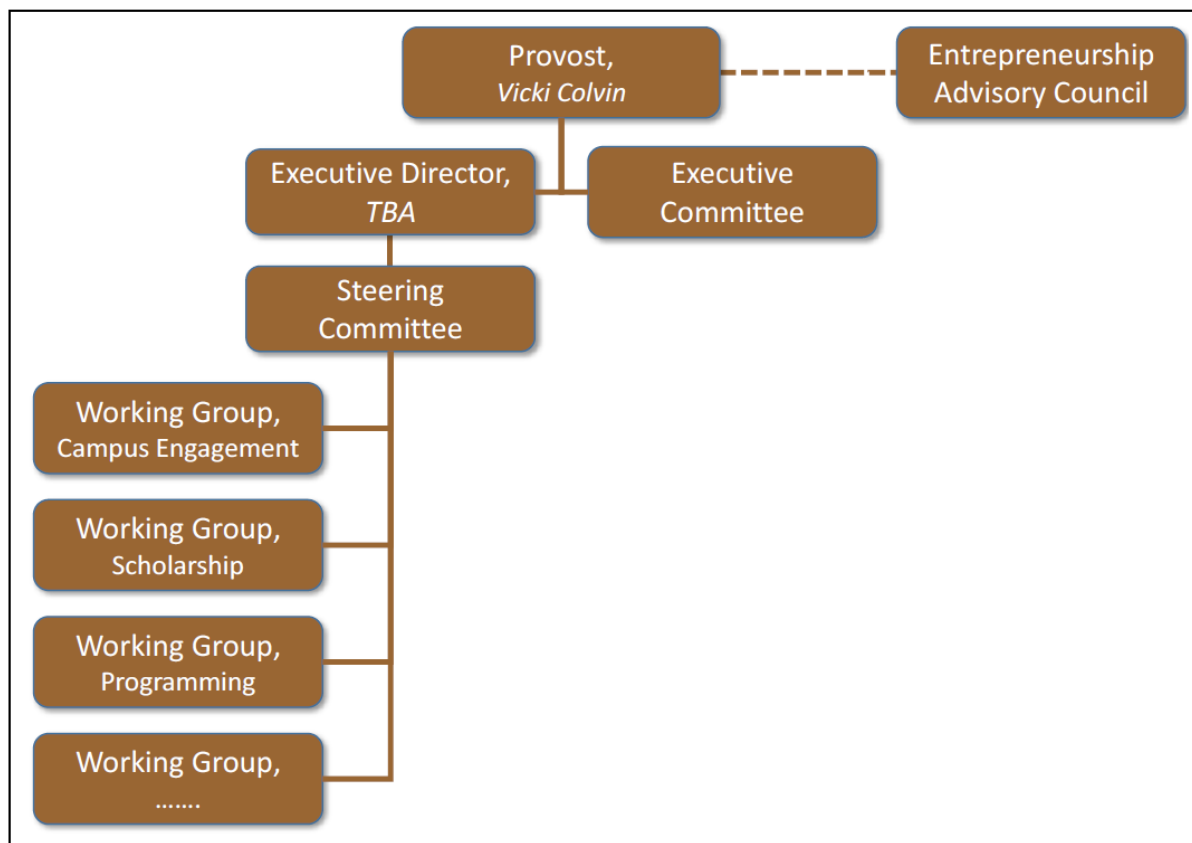 Provost,
Vicki Colvin
Entrepreneurship
Advisory Council
Executive Director,
TBA
Executive
Committee
Steering
Committee
Working Group,
Campus Engagement
Working Group,
Scholarship
Working Group,
Programming
Working Group,
.......